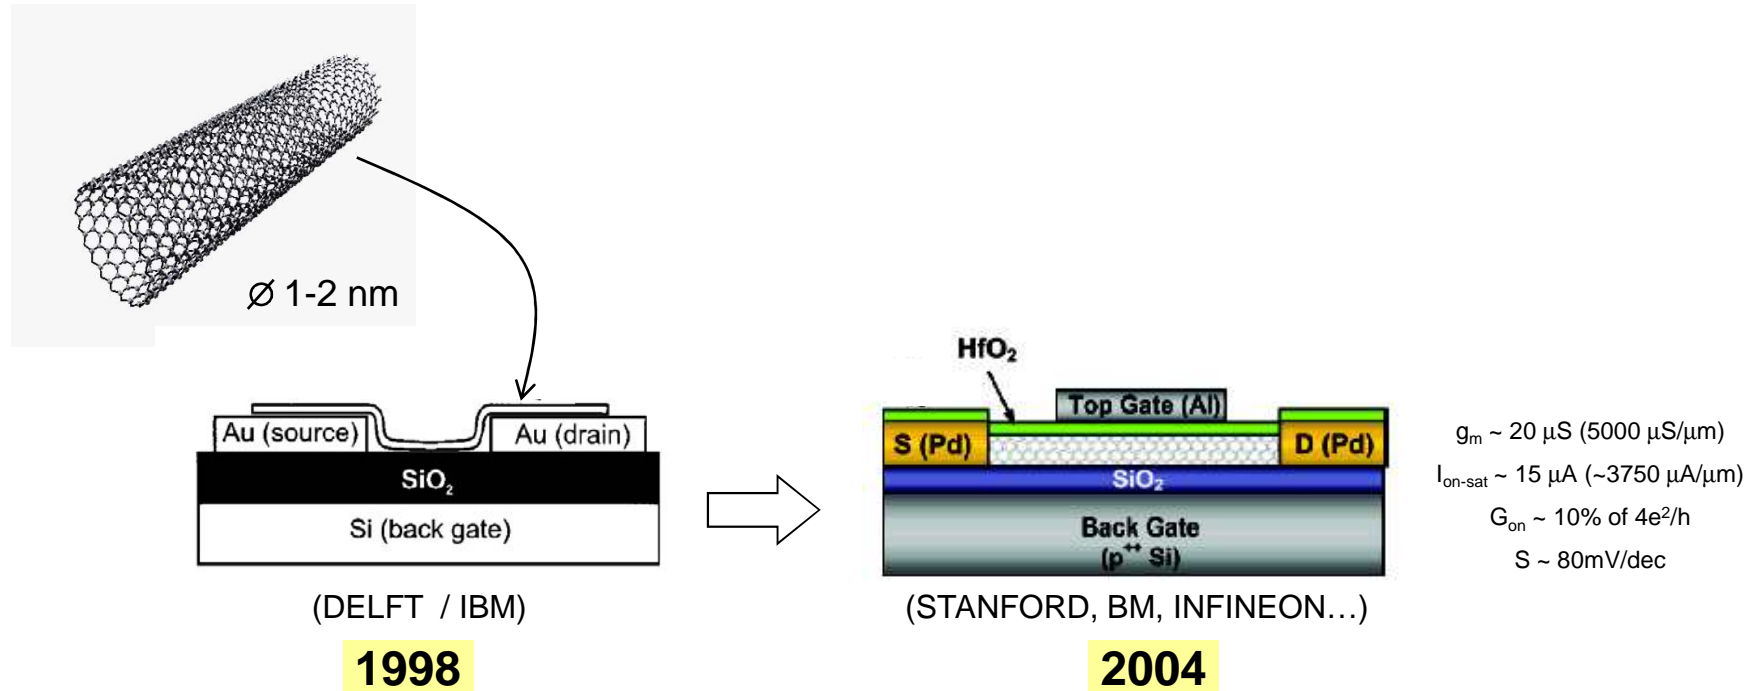 Ø 1-2 nm
Au (source)
Au (drain)
SiO₂
Si (back gate)
(DELFT / IBM)
1998
HfO₂
Top Gate (Al)
S (Pd)
D (Pd)
SiO₂
Back Gate
(p⁺⁺ Si)
(STANFORD, BM, INFINEON…)
2004
gₘ ~ 20 μS (5000 μS/μm)
Iₒₙ₋ₛₐₜ ~ 15 μA (~3750 μA/μm)
Gₒₙ ~ 10% of 4e²/h
S ~ 80mV/dec